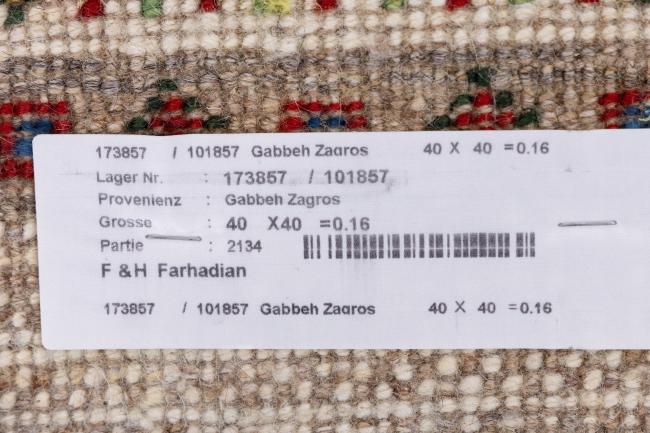 173857 / 101857 Gabbeh Zagros 40 X 40 =0.16
Lager Nr. : 173857 / 101857
Provenienz : Gabbeh Zagros
Grosse : 40 X40 =0.16
Partie : 2134
F & H Farhadian
173857 / 101857 Gabbeh Zagros 40 X 40 =0.16